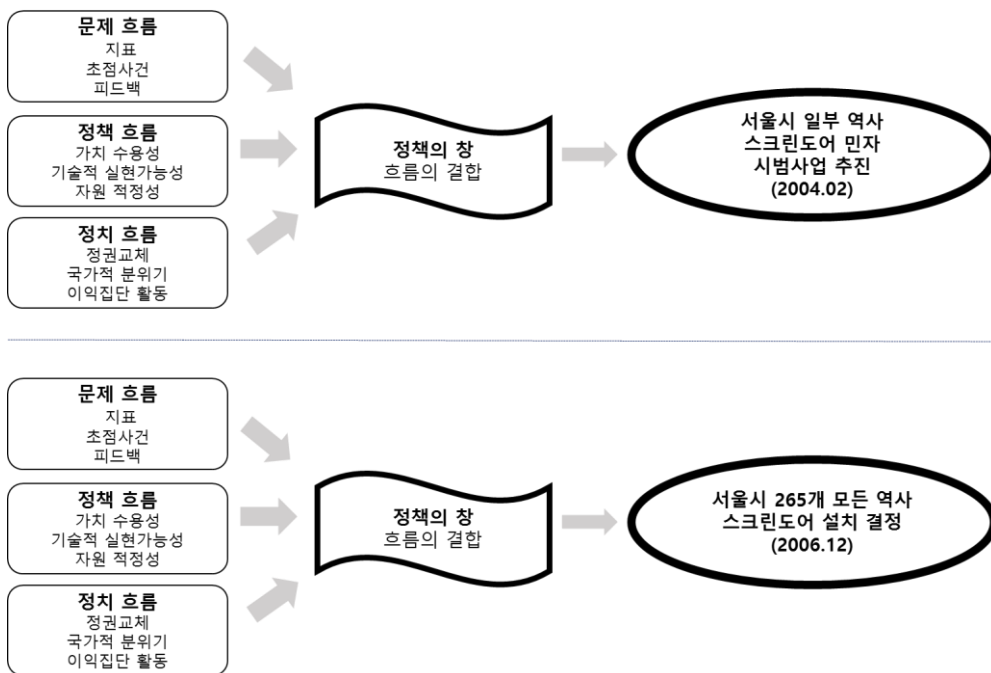 문제 흐름
지표
초점사건
피드백
정책 흐름
가치 수용성
기술적 실현가능성
자원 적정성
정치 흐름
정권교체
국가적 분위기
이익집단 활동
정책의 창
흐름의 결합
서울시 일부 역사
스크린도어 민자
시범사업 추진
(2004.02)
문제 흐름
지표
초점사건
피드백
정책 흐름
가치 수용성
기술적 실현가능성
자원 적정성
정치 흐름
정권교체
국가적 분위기
이익집단 활동
정책의 창
흐름의 결합
서울시 265개 모든 역사
스크린도어 설치 결정
(2006.12)